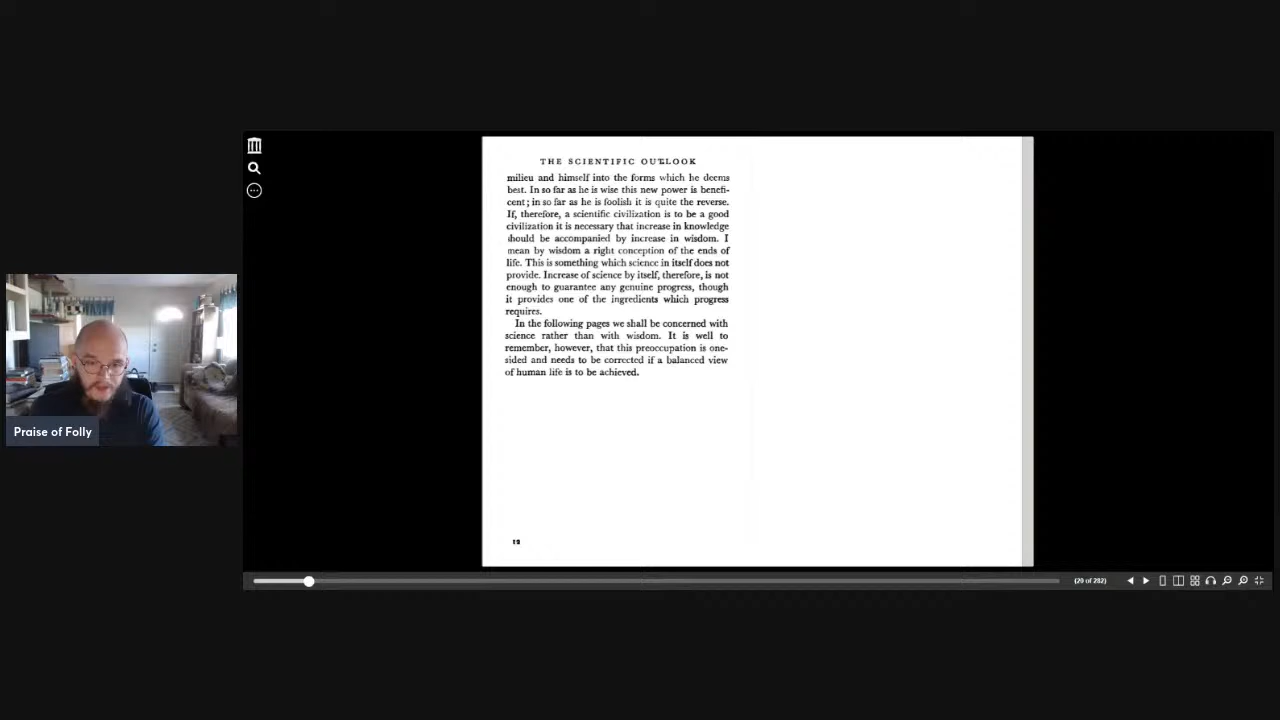 THE SCIENTIFIC OUTLOOK
milieu and himself into the forms which he deems
best. In so far as he is wise this new power is benefi-
cent; in so far as he is foolish it is quite the reverse.
If, therefore, a scientific civilization is to be a good
civilization it is necessary that increase in knowledge
should be accompanied by increase in wisdom. I
mean by wisdom a right conception of the ends of
life. This is something which science in itself does not
provide. Increase of science by itself, therefore, is not
enough to guarantee any genuine progress, though
it provides one of the ingredients which progress
requires.
In the following pages we shall be concerned with
science rather than with wisdom. It is well to
remember, however, that this preoccupation is one-
sided and needs to be corrected if a balanced view
of human life is to be achieved.
12
Praise of Folly
(20 of 282)